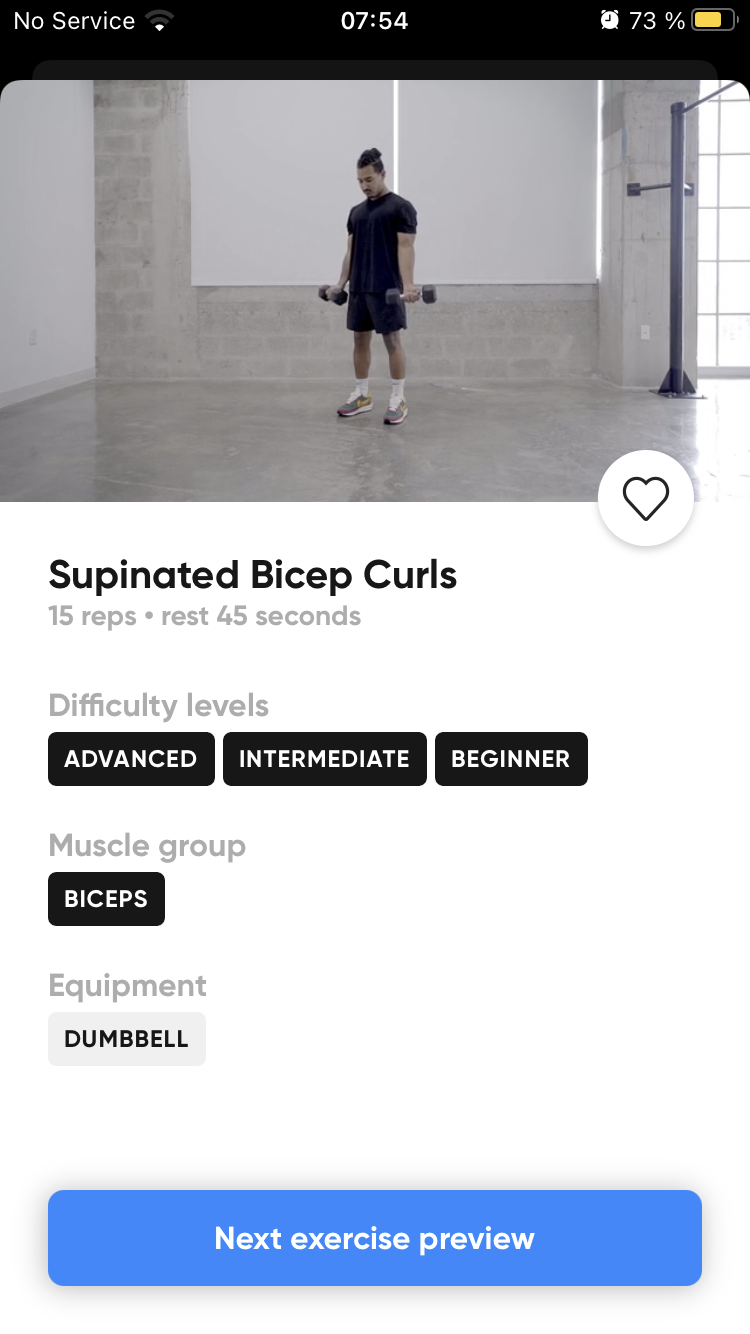 No Service 07:54 73 %
Supinated Bicep Curls
15 reps • rest 45 seconds
Difficulty levels
ADVANCED INTERMEDIATE BEGINNER
Muscle group
BICEPS
Equipment
DUMBBELL
Next exercise preview